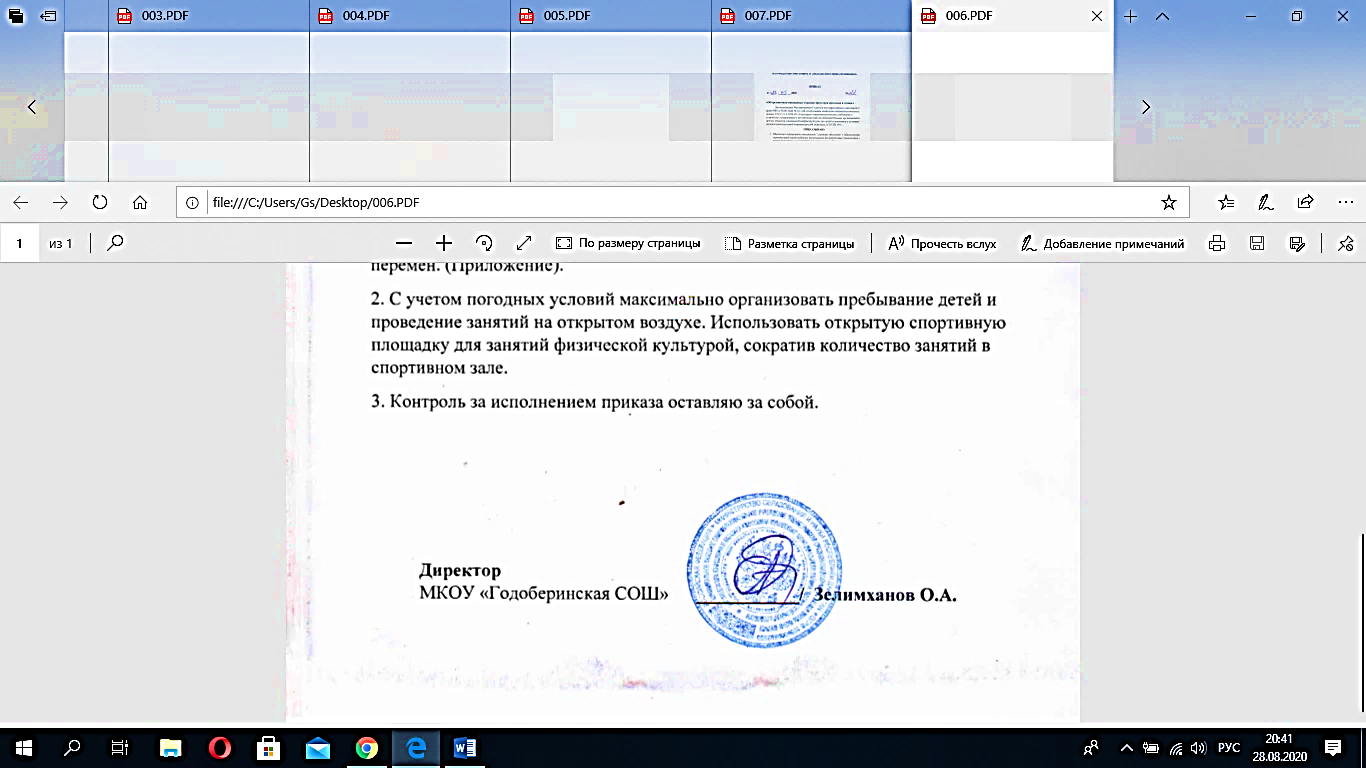 003.PDF
004.PDF
005.PDF
007.PDF
006.PDF
file:///C:/Users/Gs/Desktop/006.PDF
1 из 1
По размеру страницы
Разметка страницы
Прочесть вслух
Добавление примечаний
перемен. (Приложение).
2. С учетом погодных условий максимально организовать пребывание детей и
проведение занятий на открытом воздухе. Использовать открытую спортивную
площадку для занятий физической культурой, сократив количество занятий в
спортивном зале.
3. Контроль за исполнением приказа оставляю за собой.
Директор
МКОУ «Годоберинская СОШ» ___________/ Зелимханов О.А.
РУС
20:41
28.08.2020